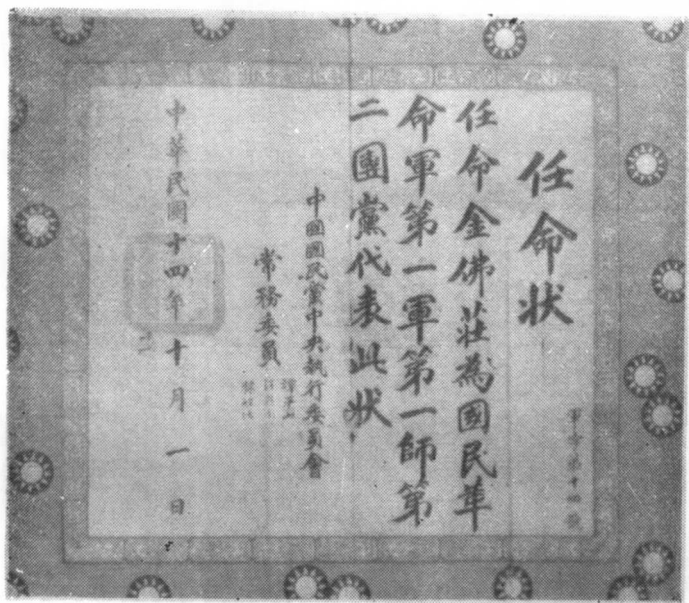 任命状
任命金佛莊為國民革
命軍第一軍第一師第
二團黨代表此狀
中國國民黨中央執行委員會
常務委員
中華民國十四年十月一日